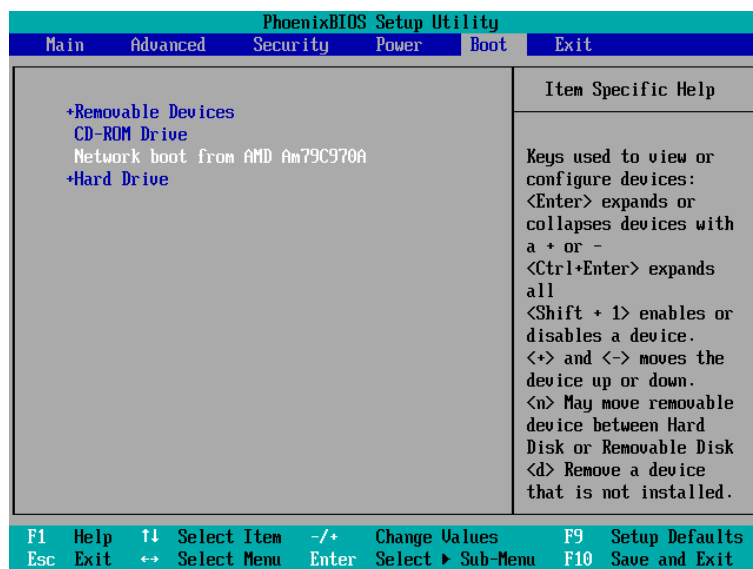 PhoenixBIOS Setup Utility
Main Advanced Security Power Boot Exit
+Removable Devices
CD-ROM Drive
Network boot from AMD Am79C970A
+Hard Drive
Item Specific Help
Keys used to view or
configure devices:
<Enter> expands or
collapses devices with
a + or -
<Ctrl+Enter> expands
all
<Shift + 1> enables or
disables a device.
<+> and <-> moves the
device up or down.
<n> May move removable
device between Hard
Disk or Removable Disk
<d> Remove a device
that is not installed.
F1 Help ↑↓ Select Item -/+ Change Values F9 Setup Defaults
Esc Exit ↔ Select Menu Enter Select ▶ Sub-Menu F10 Save and Exit